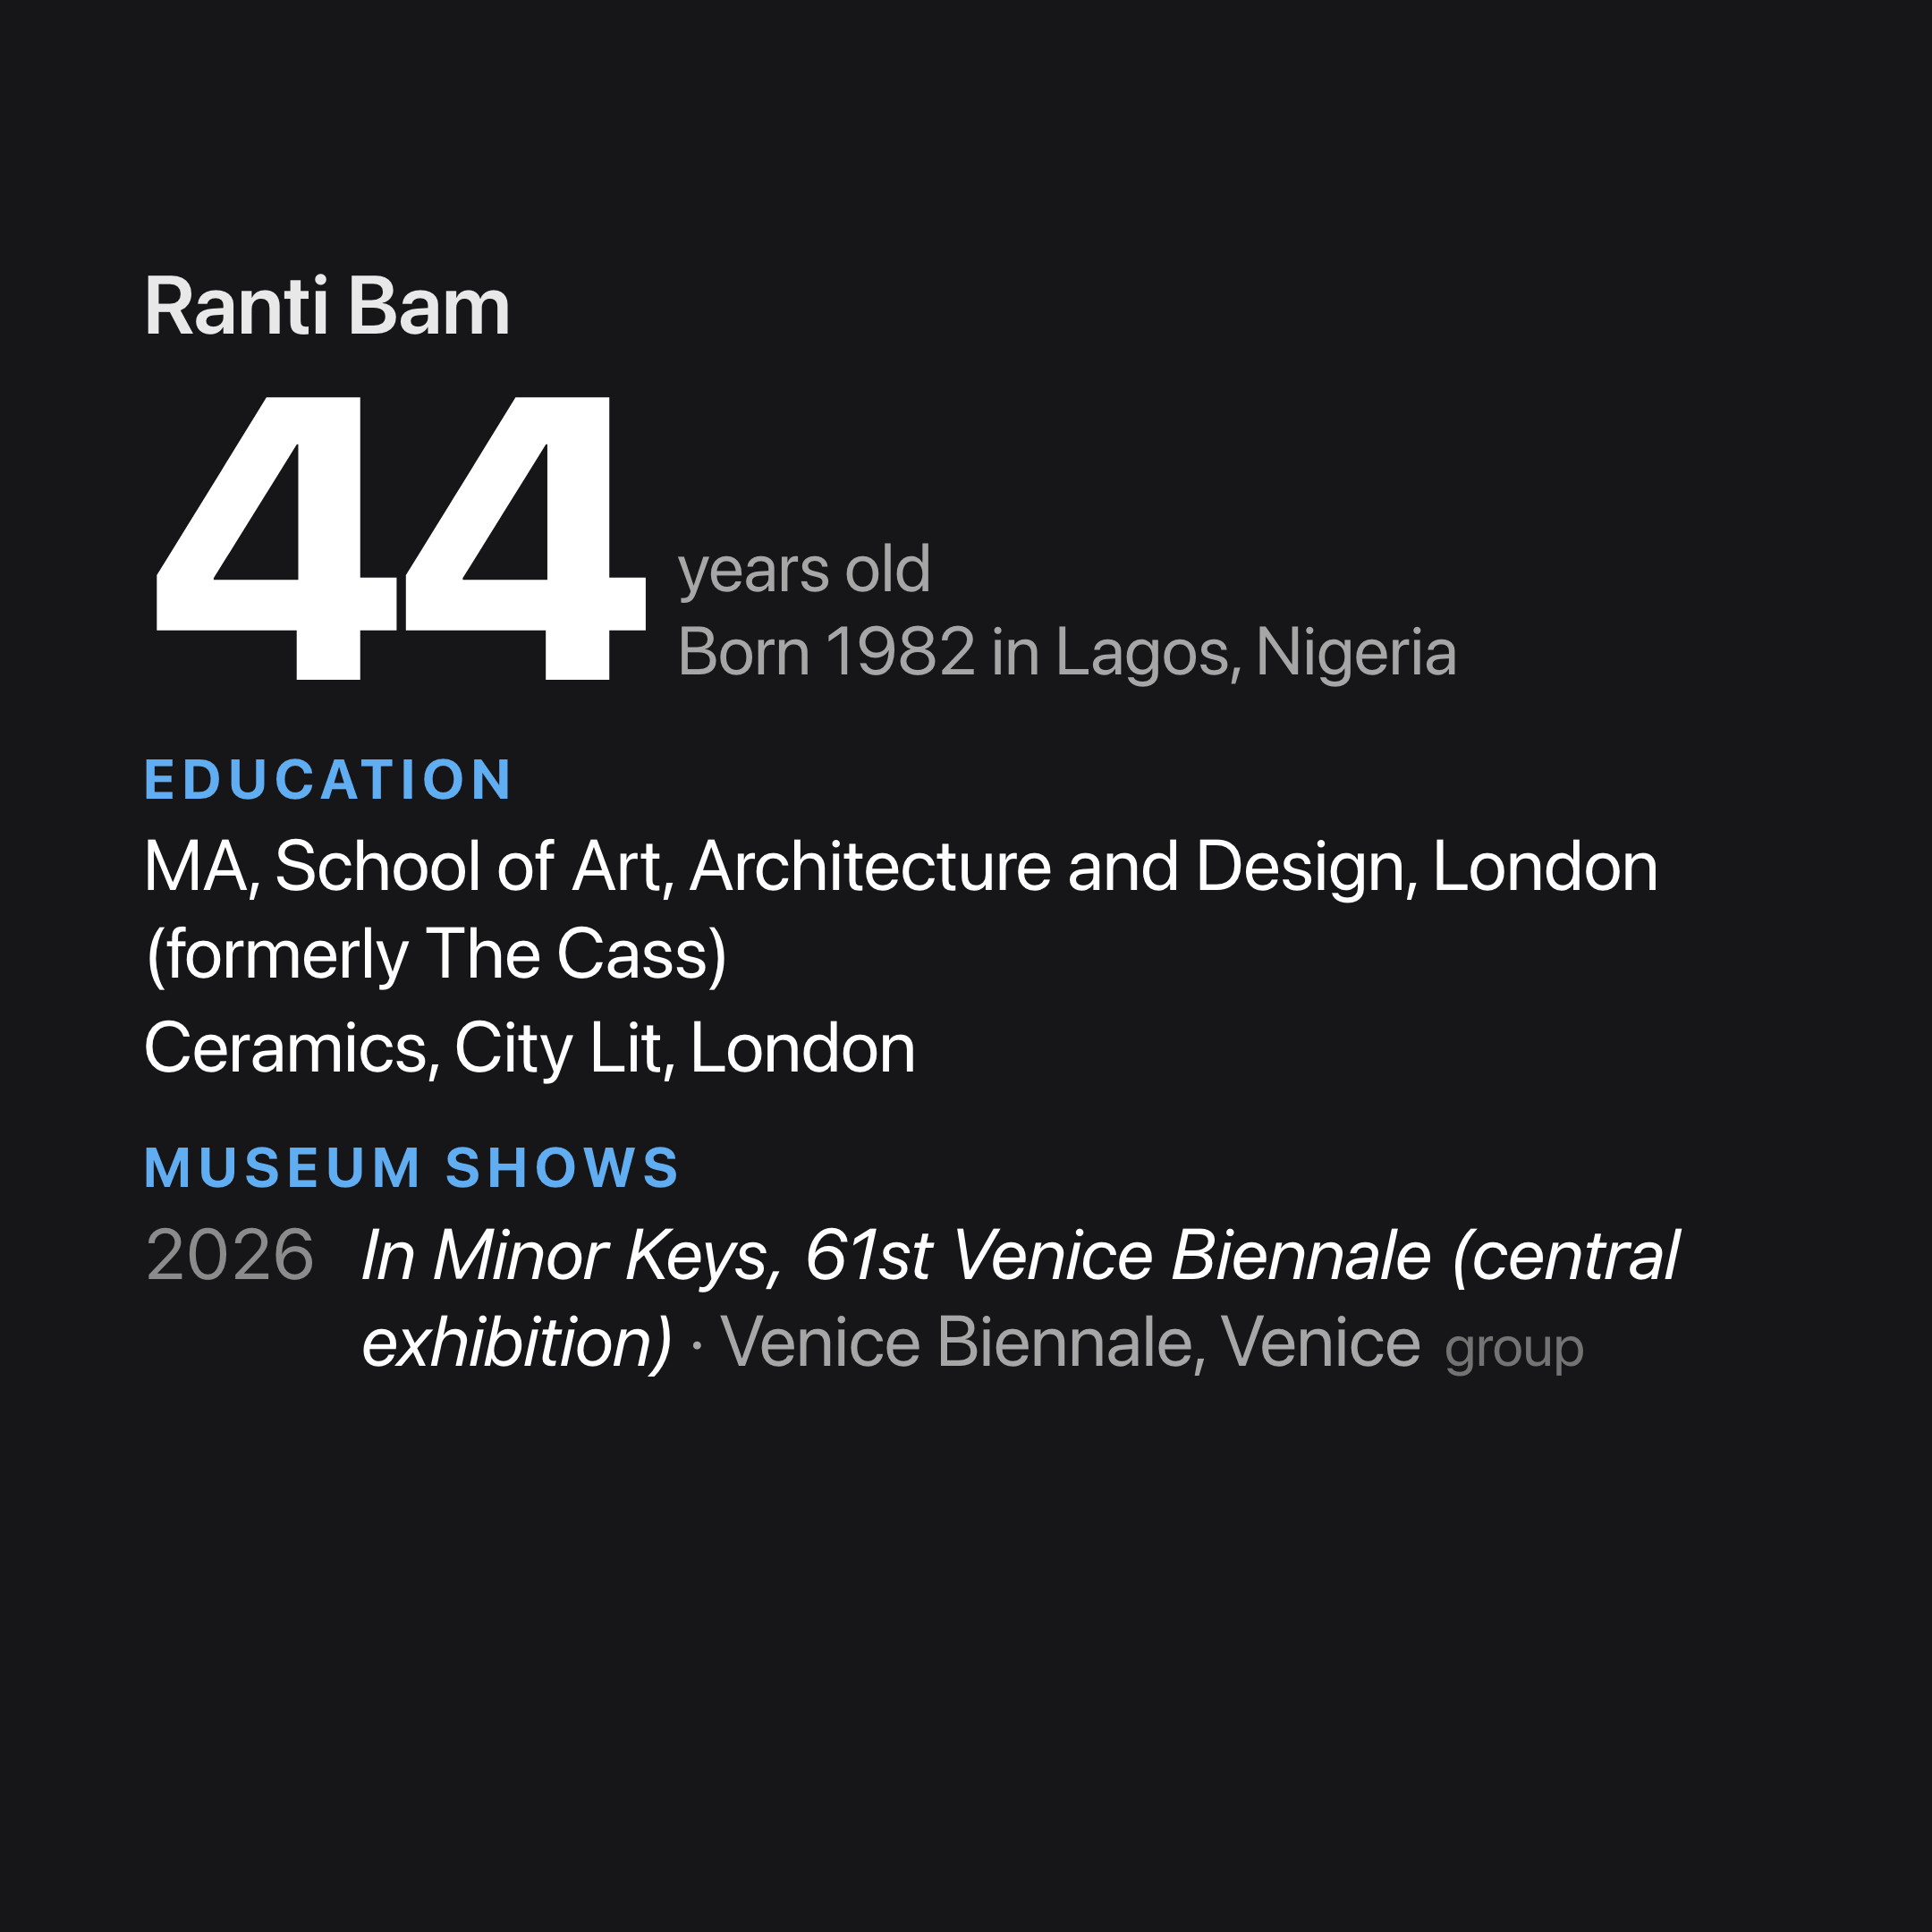 Ranti Bam
44
years old
Born 1982 in Lagos, Nigeria
EDUCATION
MA, School of Art, Architecture and Design, London
(formerly The Cass)
Ceramics, City Lit, London
MUSEUM SHOWS
2026 In Minor Keys, 61st Venice Biennale (central
exhibition) · Venice Biennale, Venice group